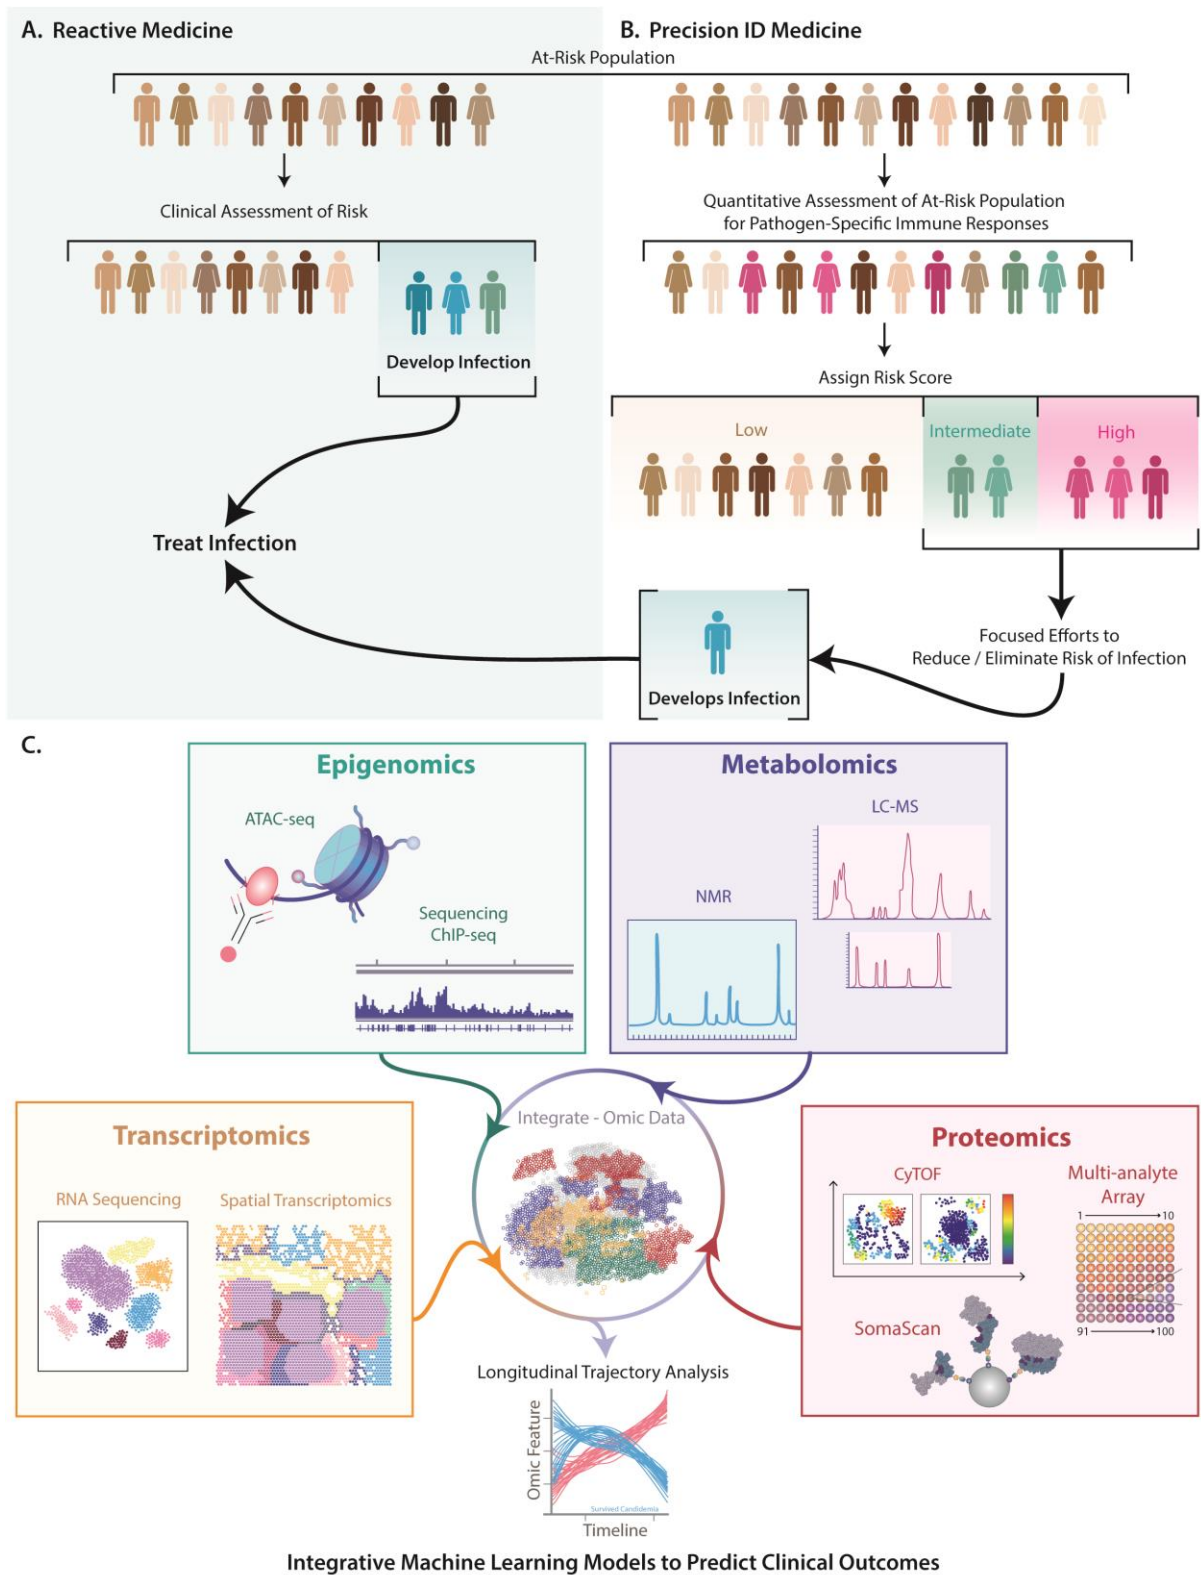 A. Reactive Medicine
B. Precision ID Medicine
At-Risk Population
Clinical Assessment of Risk
Develop Infection
Treat Infection
Quantitative Assessment of At-Risk Population
for Pathogen-Specific Immune Responses
Assign Risk Score
Low
Intermediate
High
Focused Efforts to
Reduce / Eliminate Risk of Infection
Develops Infection
C.
Epigenomics
ATAC-seq
Sequencing
ChIP-seq
Metabolomics
LC-MS
NMR
Transcriptomics
RNA Sequencing
Spatial Transcriptomics
Integrate - Omic Data
Proteomics
CyTOF
Multi-analyte
Array
1
10
91
100
SomaScan
Longitudinal Trajectory Analysis
Omic Feature
Survived Candidemia
Timeline
Integrative Machine Learning Models to Predict Clinical Outcomes